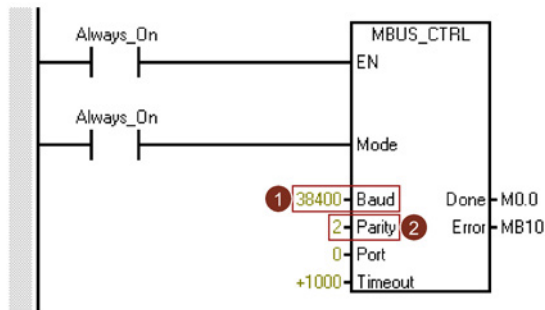 Always_On
MBUS_CTRL
EN
Always_On
Mode
1 38400 Baud Done M0.0
2 Parity 2 Error MB10
0 Port
+1000 Timeout